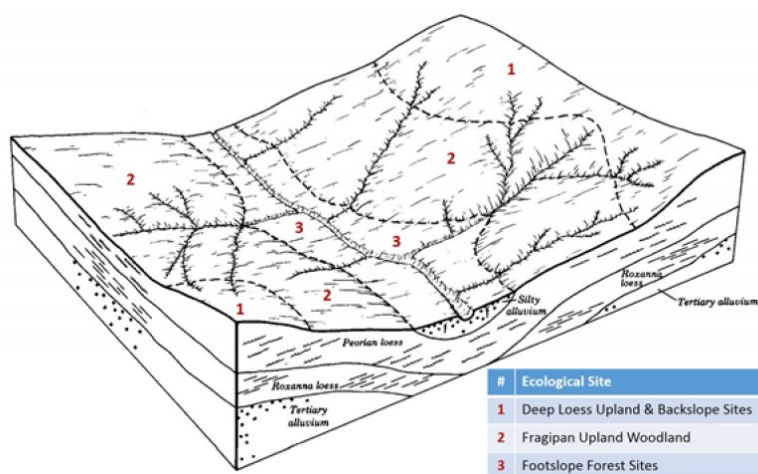 1
2
2
3
3
2
1
Roxanna
loess
Tertiary alluvium
Silty
alluvium
Peorian loess
Roxanna loess
Tertiary
alluvium
# Ecological Site
1 Deep Loess Upland & Backslope Sites
2 Fragipan Upland Woodland
3 Footslope Forest Sites